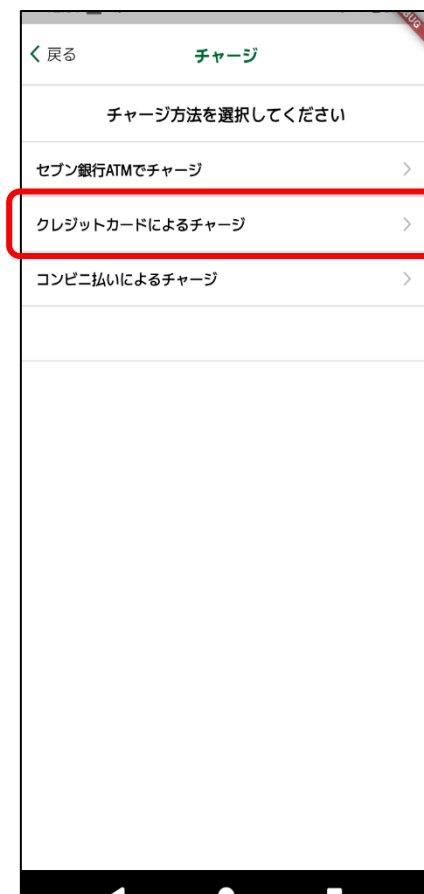 戻る
チャージ
チャージ方法を選択してください
セブン銀行ATMでチャージ
クレジットカードによるチャージ
コンビニ払いによるチャージ